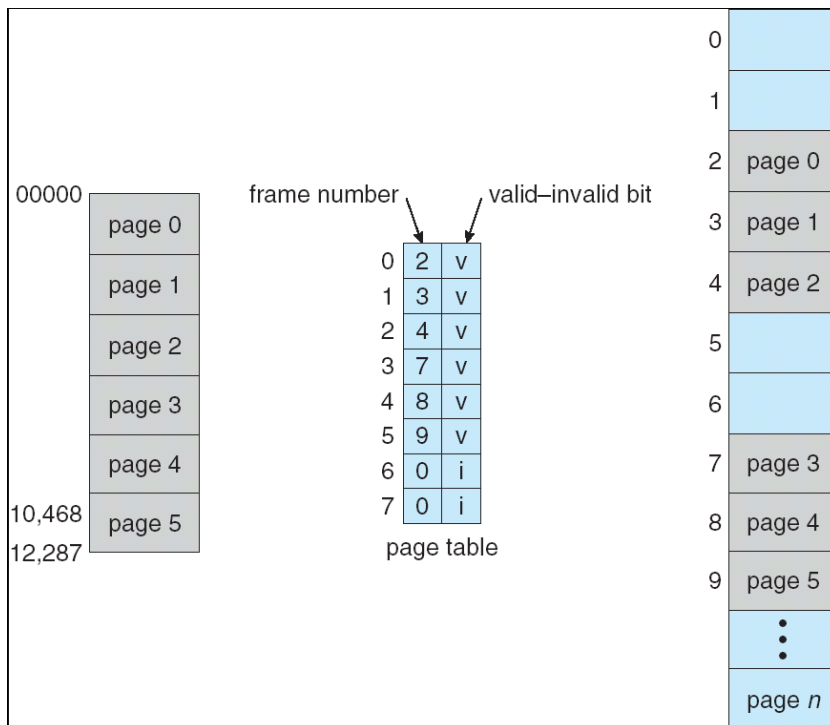 00000
page 0
page 1
page 2
page 3
page 4
10,468
page 5
12,287
frame number
valid–invalid bit
0 2 v
1 3 v
2 4 v
3 7 v
4 8 v
5 9 v
6 0 i
7 0 i
page table
0
1
2 page 0
3 page 1
4 page 2
5
6
7 page 3
8 page 4
9 page 5
page n